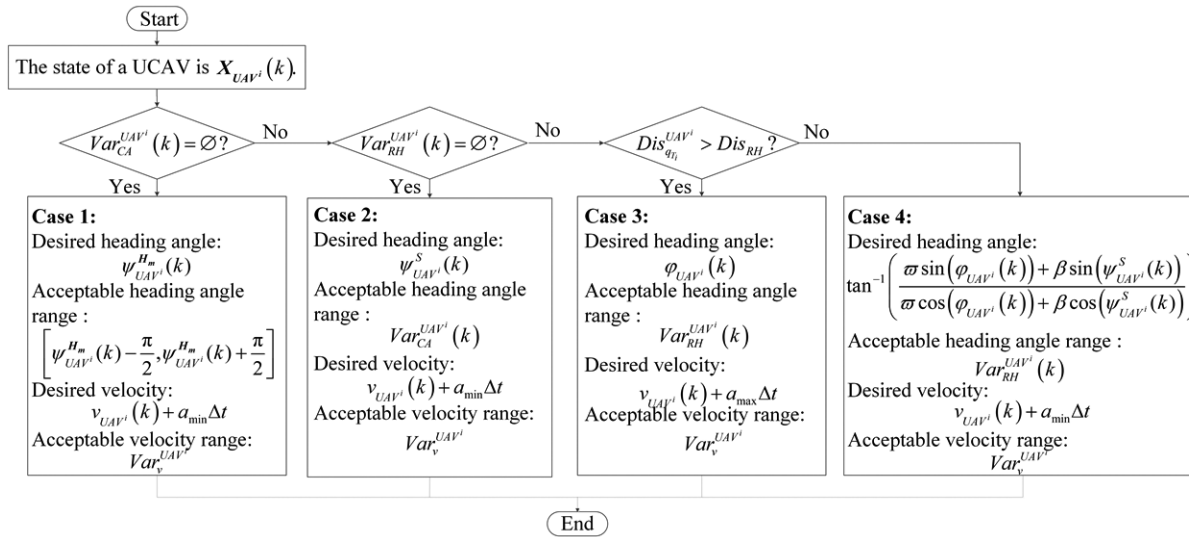 Start
The state of a UCAV is X_{UAV^i}(k).
Var_{CA}^{UAV^i}(k)=∅?
No
Var_{RH}^{UAV^i}(k)=∅?
No
Dis_{q_{T_i}}^{UAV^i} > Dis_{RH}?
No
Yes
Yes
Yes
Case 1:
Desired heading angle:
ψ_{UAV^i}^{H_m}(k)
Acceptable heading angle
range :
[ψ_{UAV^i}^{H_m}(k)−π/2, ψ_{UAV^i}^{H_m}(k)+π/2]
Desired velocity:
v_{UAV^i}(k)+a_{min}Δt
Acceptable velocity range:
Var_v^{UAV^i}
Case 2:
Desired heading angle:
ψ_{UAV^i}^{S}(k)
Acceptable heading angle
range :
Var_{CA}^{UAV^i}(k)
Desired velocity:
v_{UAV^i}(k)+a_{min}Δt
Acceptable velocity range:
Var_v^{UAV^i}
Case 3:
Desired heading angle:
φ_{UAV^i}(k)
Acceptable heading angle
range :
Var_{RH}^{UAV^i}(k)
Desired velocity:
v_{UAV^i}(k)+a_{max}Δt
Acceptable velocity range:
Var_v^{UAV^i}
Case 4:
Desired heading angle:
tan^{-1}((ϖ sin(φ_{UAV^i}(k))+β sin(ψ_{UAV^i}^{S}(k)))/(ϖ cos(φ_{UAV^i}(k))+β cos(ψ_{UAV^i}^{S}(k))))
Acceptable heading angle range :
Var_{RH}^{UAV^i}(k)
Desired velocity:
v_{UAV^i}(k)+a_{min}Δt
Acceptable velocity range:
Var_v^{UAV^i}
End